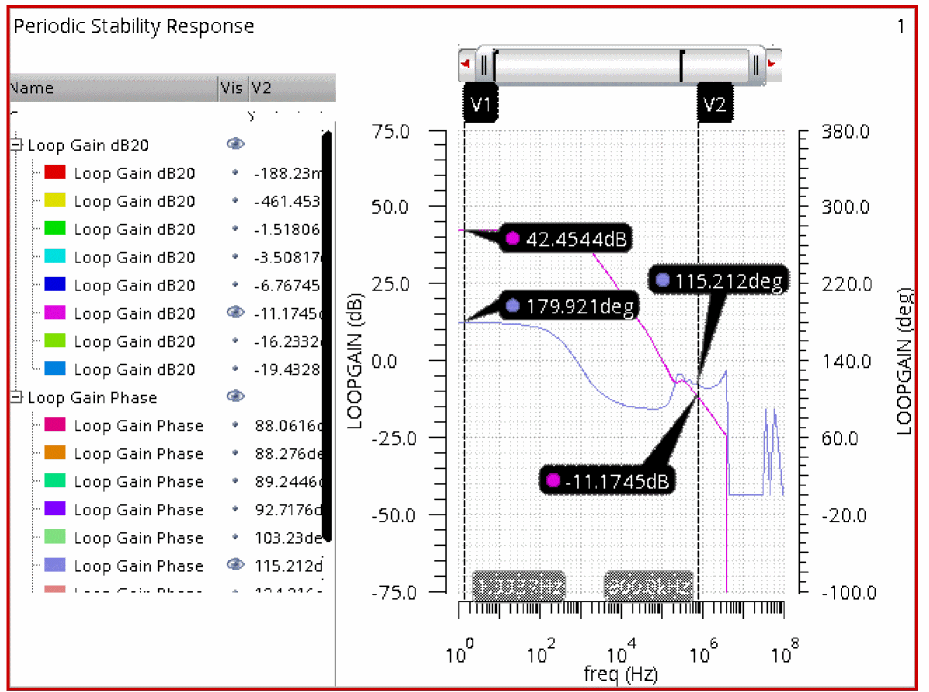 Periodic Stability Response
1
Name Vis V2
Loop Gain dB20
Loop Gain dB20 -188.23m
Loop Gain dB20 -461.453
Loop Gain dB20 -1.51806
Loop Gain dB20 -3.50817
Loop Gain dB20 -6.76745
Loop Gain dB20 -11.1745
Loop Gain dB20 -16.2332
Loop Gain dB20 -19.4328
Loop Gain Phase
Loop Gain Phase 88.0616
Loop Gain Phase 88.276de
Loop Gain Phase 89.2446
Loop Gain Phase 92.7176d
Loop Gain Phase 103.23de
Loop Gain Phase 115.212d
V1
V2
75.0
50.0
25.0
0.0
-25.0
-50.0
-75.0
LOOPGAIN (dB)
42.4544dB
179.921deg
115.212deg
-11.1745dB
380.0
300.0
220.0
140.0
60.0
-20.0
-100.0
LOOPGAIN (deg)
10^0 10^2 10^4 10^6 10^8
freq (Hz)